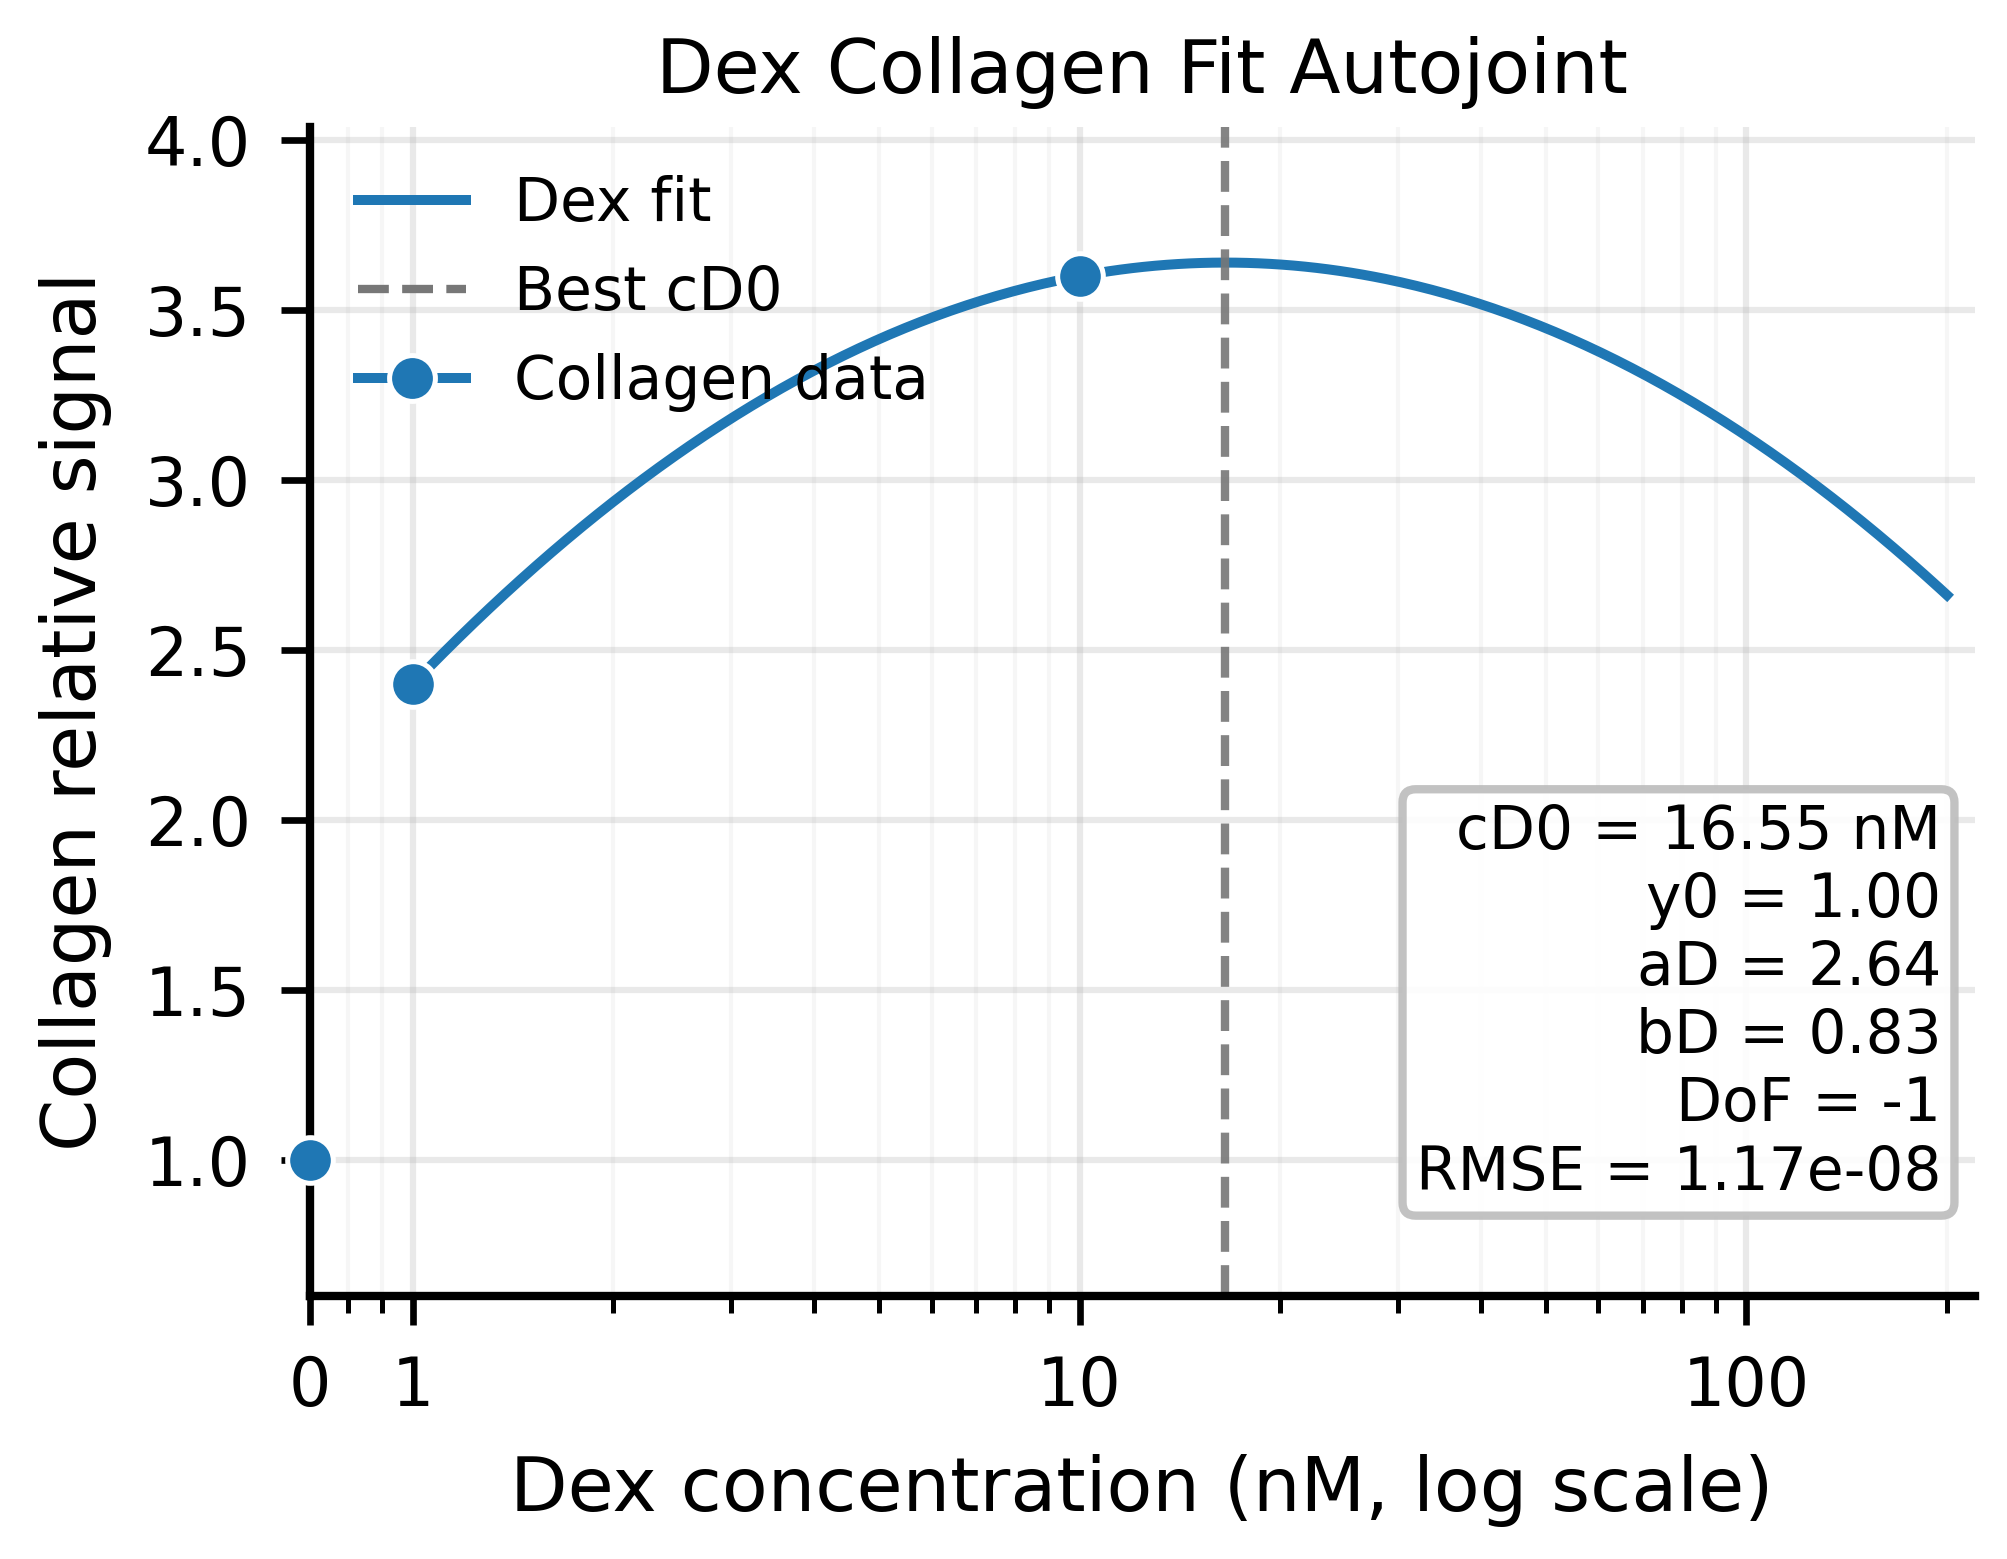 Dex Collagen Fit Autojoint
4.0
3.5
3.0
2.5
2.0
1.5
1.0
Collagen relative signal
Dex fit
Best cD0
Collagen data
cD0 = 16.55 nM
y0 = 1.00
aD = 2.64
bD = 0.83
DoF = -1
RMSE = 1.17e-08
0 1 10 100
Dex concentration (nM, log scale)